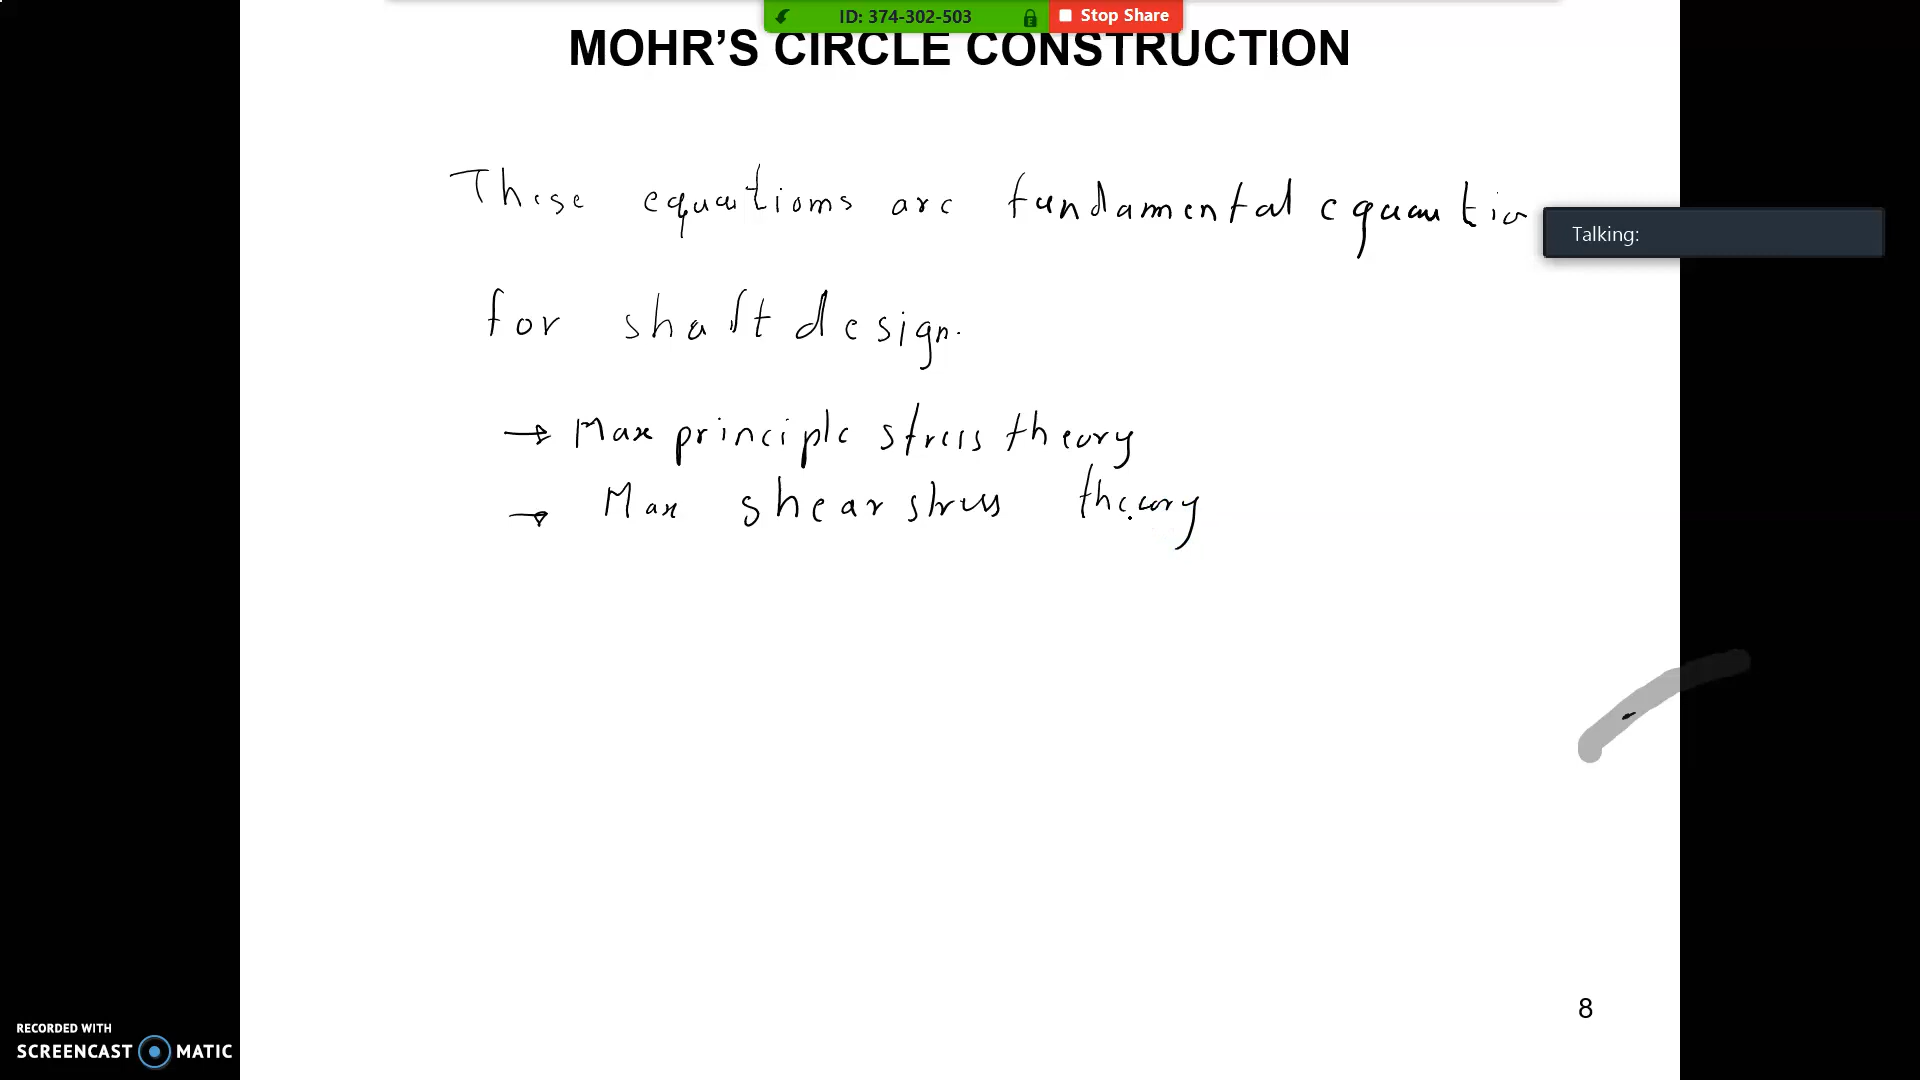 ID: 374-302-503 Stop Share
MOHR'S CIRCLE CONSTRUCTION
These equations are fundamental equatio
Talking:
for shaft design.
→ Max principle stress theory
→ Max shear stress theory
8
RECORDED WITH
SCREENCAST MATIC